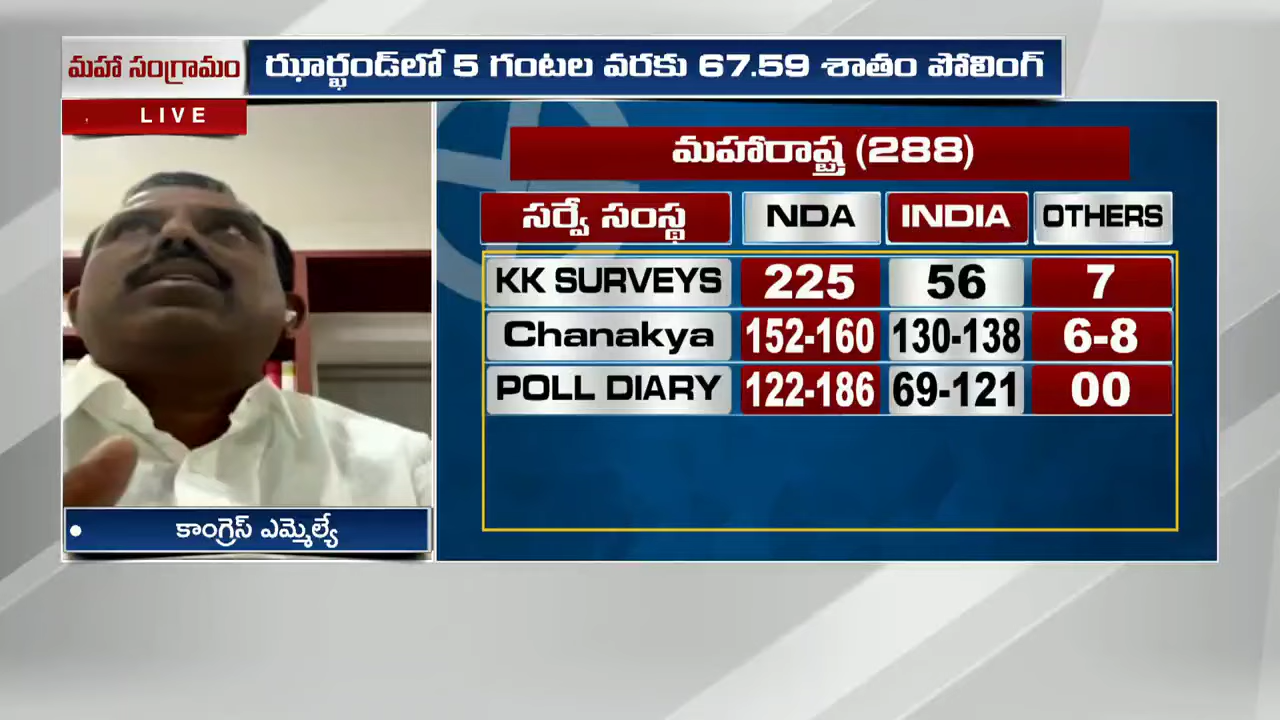 మహా సంగ్రామం
ఝార్ఖండ్‌లో 5 గంటల వరకు 67.59 శాతం పోలింగ్
LIVE
మహారాష్ట్ర (288)
సర్వే సంస్థ NDA INDIA OTHERS
KK SURVEYS 225 56 7
Chanakya 152-160 130-138 6-8
POLL DIARY 122-186 69-121 00
కాంగ్రెస్ ఎమ్మెల్యే